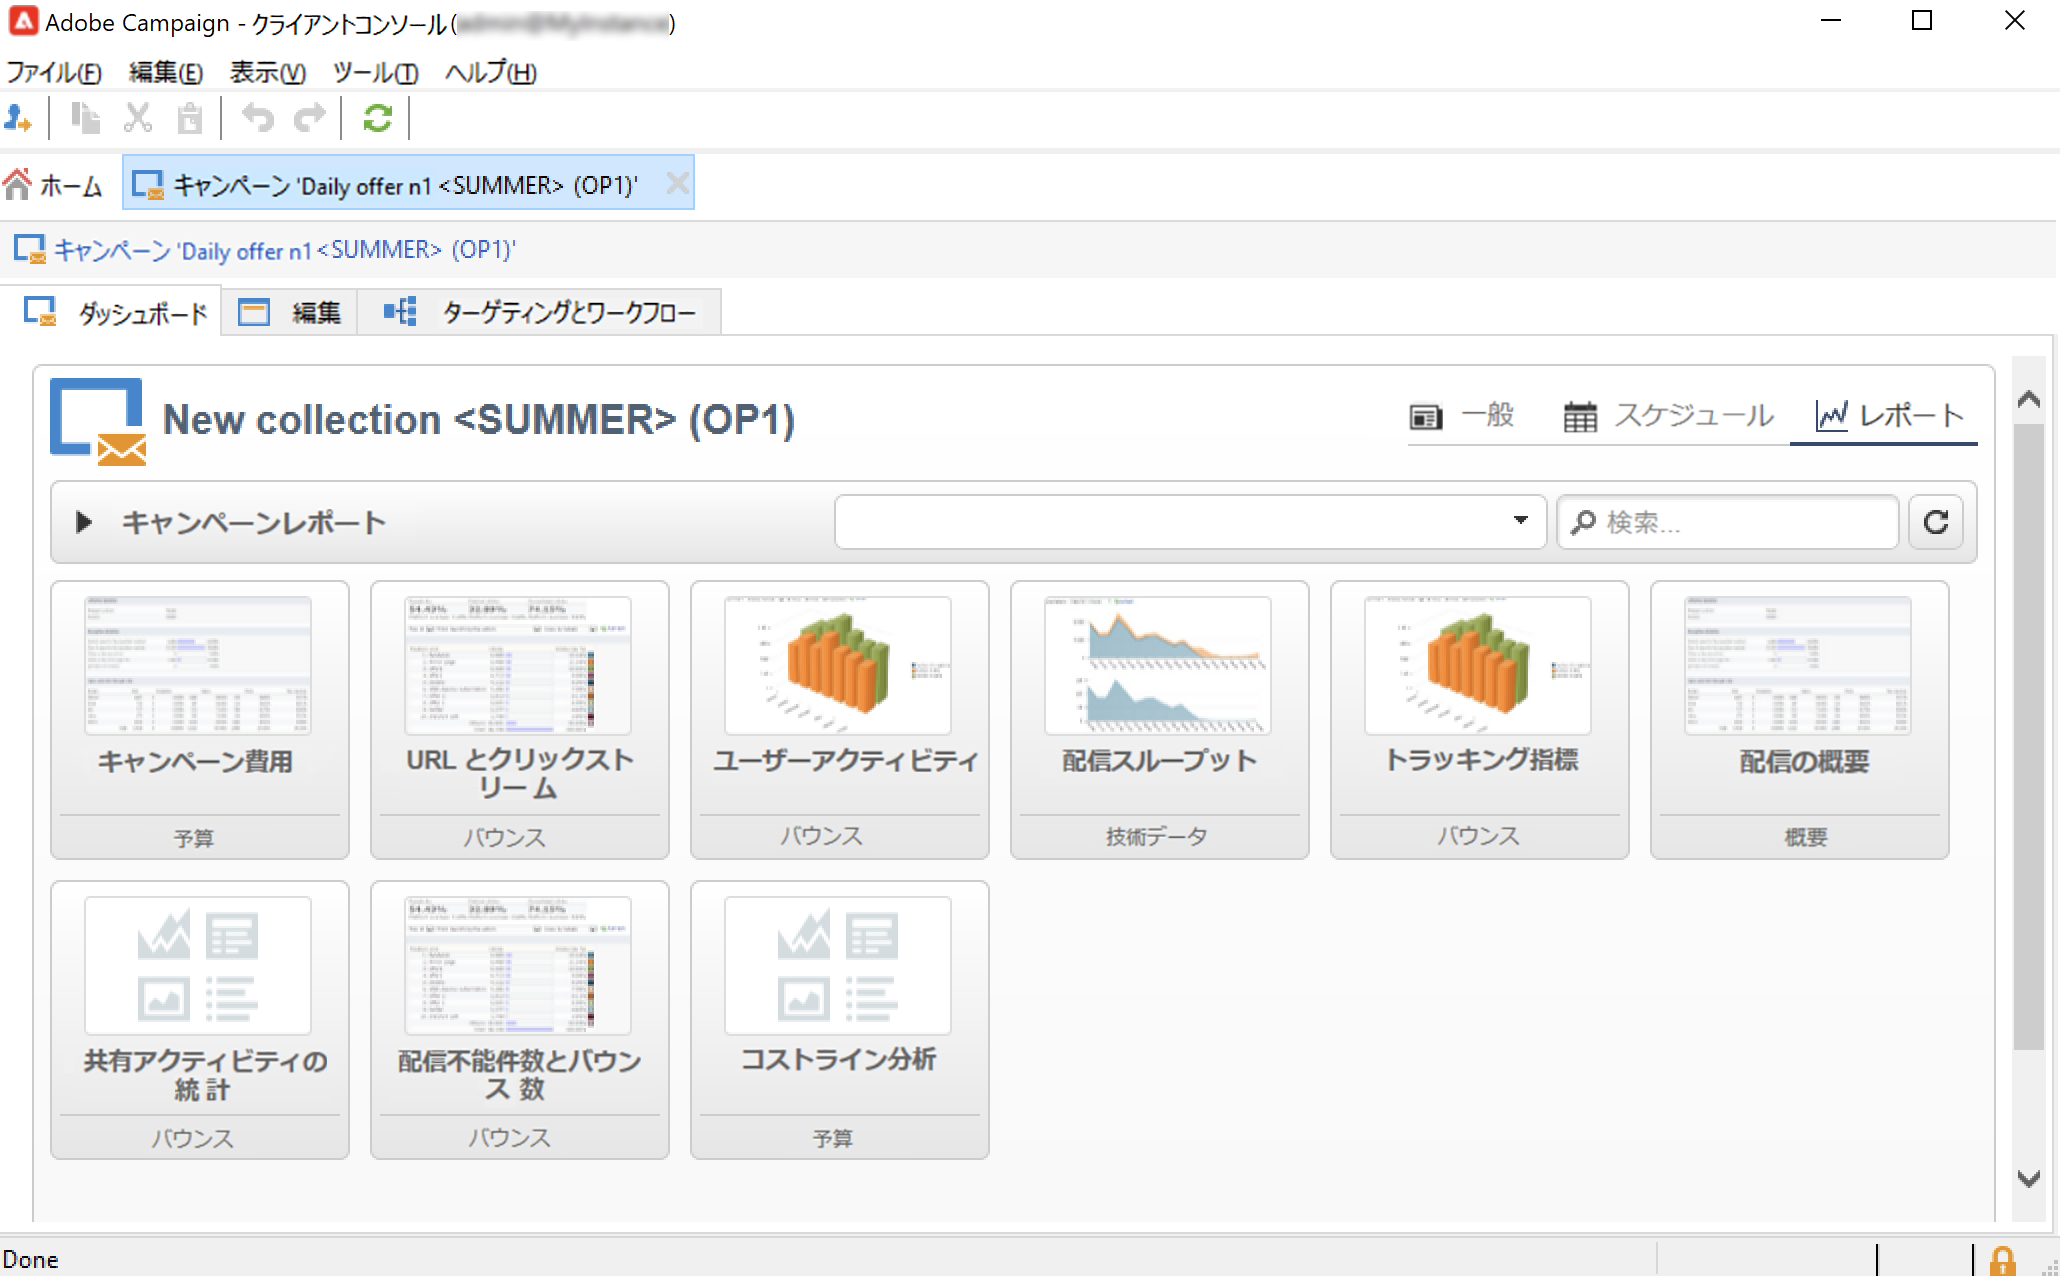 Adobe Campaign - クライアントコンソール( )
ファイル(F) 編集(E) 表示(V) ツール(T) ヘルプ(H)
ホーム キャンペーン 'Daily offer n1 <SUMMER> (OP1)'
キャンペーン 'Daily offer n1 <SUMMER> (OP1)'
ダッシュボード 編集 ターゲティングとワークフロー
New collection <SUMMER> (OP1) 一般 スケジュール レポート
キャンペーンレポート 検索...
54.42% 74.15%
キャンペーン費用
予算
URL とクリックスト
リー ム
バウンス
ユーザーアクティビティ
バウンス
配信スループット
技術データ
トラッキング指標
バウンス
配信の概要
概要
共有アクティビティの
統 計
バウンス
54.42% 74.15%
配信不能件数とバウン
ス 数
バウンス
コストライン分析
予算
Done